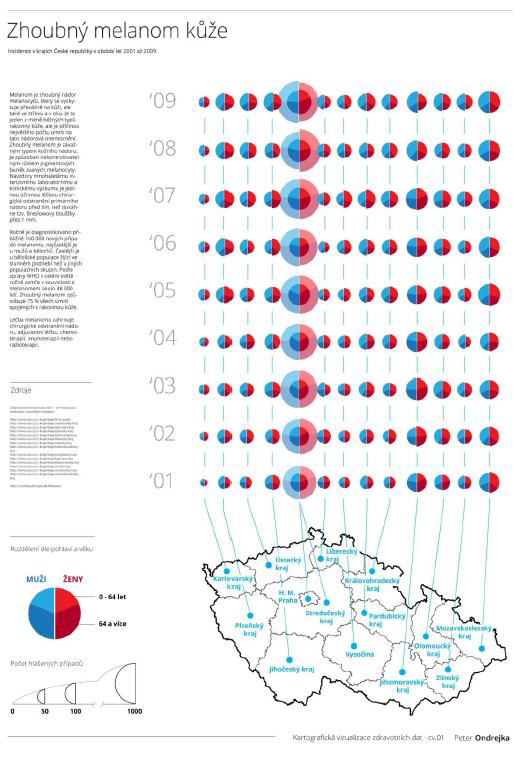 Zhoubný melanom kůže
Incidence v krajích České republiky v období let 2001 až 2009
Melanom je zhoubný nádor
melanocytů, který se vysky-
tuje převážně na kůži, ale
také ve střevu a v oku. Je to
jeden z méně běžných typů
rakoviny kůže, ale je příčinou
největšího počtu úmrtí na
tato nádorová onemocnění.
Zhoubný melanom je závaž-
ným typem kožního nádoru.
Je způsoben nekontrolovatel-
ným růstem pigmentových
buněk zvaných melanocyty.
Navzdory mnohaletému in-
tenzivnímu laboratornímu a
klinickému výzkumu je jedi-
nou účinnou léčbou chirur-
gické odstranění primárního
nádoru před tím, než dosáh-
ne tzv. Breslowovy tloušťky
přes 1 mm.
Ročně je diagnostikováno při-
bližně 160 000 nových přípa-
dů melanomu, nejčastější je
u mužů a bělochů. Častější je
u bělošské populace žijící ve
slunném podnebí než u jiných
populačních skupin. Podle
zprávy WHO v celém světě
ročně zemře v souvislosti s
melanomem okolo 48 000
lidí. Zhoubný melanom způ-
sobuje 75 % všech úmrtí
spojených s rakovinou kůže.
Léčba melanomu zahrnuje
chirurgické odstranění nádo-
ru, adjuvantní léčbu, chemo-
terapii, imunoterapii nebo
radioterapii.
'09
'08
'07
'06
'05
'04
'03
'02
'01
Zdroje
Rozdělení dle pohlaví a věku
MUŽI ŽENY
0 - 64 let
64 a více
Počet hlášených případů
0 50 100 1000
Karlovarský
kraj
Ústecký
kraj
Liberecký
kraj
Královohradecký
kraj
H. M.
Praha
Středočeský
kraj
Plzeňský
kraj
Pardubický
kraj
Moravskoslezský
kraj
Olomoucký
kraj
Vysočina
Jihočeský kraj
Jihomoravský
kraj
Zlínský
kraj
Kartografická vizualizace zdravotních dat - cv.01 Peter Ondrejka